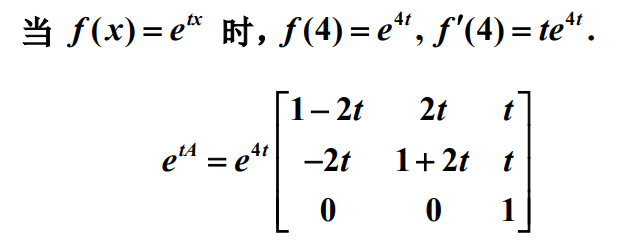 当 f(x) = e^{tx} 时, f(4) = e^{4t}, f'(4) = te^{4t}.
e^{tA} = e^{4t} [ 1-2t 2t t
-2t 1+2t t
0 0 1 ]